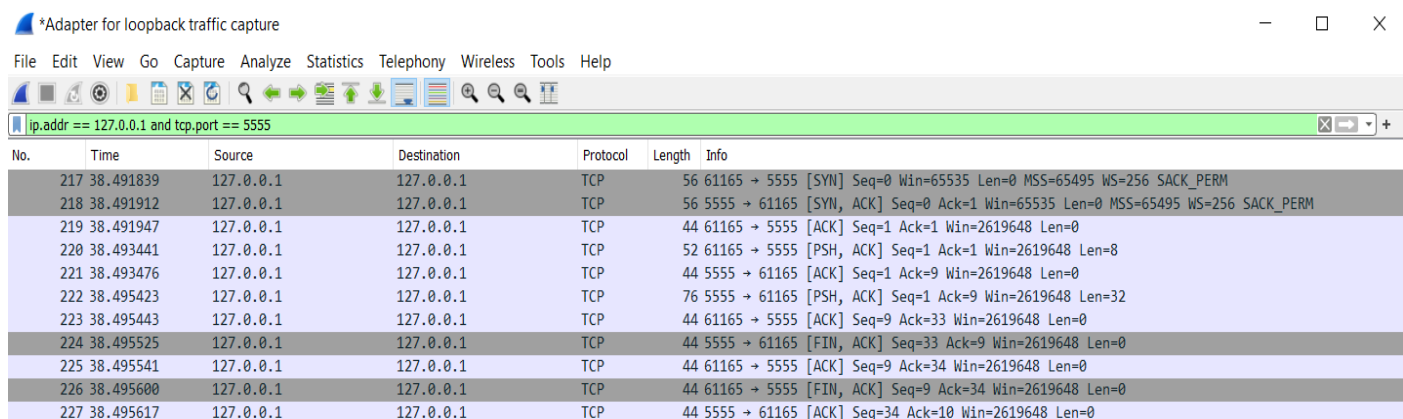 *Adapter for loopback traffic capture
File Edit View Go Capture Analyze Statistics Telephony Wireless Tools Help
ip.addr == 127.0.0.1 and tcp.port == 5555
No. Time Source Destination Protocol Length Info
217 38.491839 127.0.0.1 127.0.0.1 TCP 56 61165 → 5555 [SYN] Seq=0 Win=65535 Len=0 MSS=65495 WS=256 SACK_PERM
218 38.491912 127.0.0.1 127.0.0.1 TCP 56 5555 → 61165 [SYN, ACK] Seq=0 Ack=1 Win=65535 Len=0 MSS=65495 WS=256 SACK_PERM
219 38.491947 127.0.0.1 127.0.0.1 TCP 44 61165 → 5555 [ACK] Seq=1 Ack=1 Win=2619648 Len=0
220 38.493441 127.0.0.1 127.0.0.1 TCP 52 61165 → 5555 [PSH, ACK] Seq=1 Ack=1 Win=2619648 Len=8
221 38.493476 127.0.0.1 127.0.0.1 TCP 44 5555 → 61165 [ACK] Seq=1 Ack=9 Win=2619648 Len=0
222 38.495423 127.0.0.1 127.0.0.1 TCP 76 5555 → 61165 [PSH, ACK] Seq=1 Ack=9 Win=2619648 Len=32
223 38.495443 127.0.0.1 127.0.0.1 TCP 44 61165 → 5555 [ACK] Seq=9 Ack=33 Win=2619648 Len=0
224 38.495525 127.0.0.1 127.0.0.1 TCP 44 5555 → 61165 [FIN, ACK] Seq=33 Ack=9 Win=2619648 Len=0
225 38.495541 127.0.0.1 127.0.0.1 TCP 44 61165 → 5555 [ACK] Seq=9 Ack=34 Win=2619648 Len=0
226 38.495600 127.0.0.1 127.0.0.1 TCP 44 61165 → 5555 [FIN, ACK] Seq=9 Ack=34 Win=2619648 Len=0
227 38.495617 127.0.0.1 127.0.0.1 TCP 44 5555 → 61165 [ACK] Seq=34 Ack=10 Win=2619648 Len=0